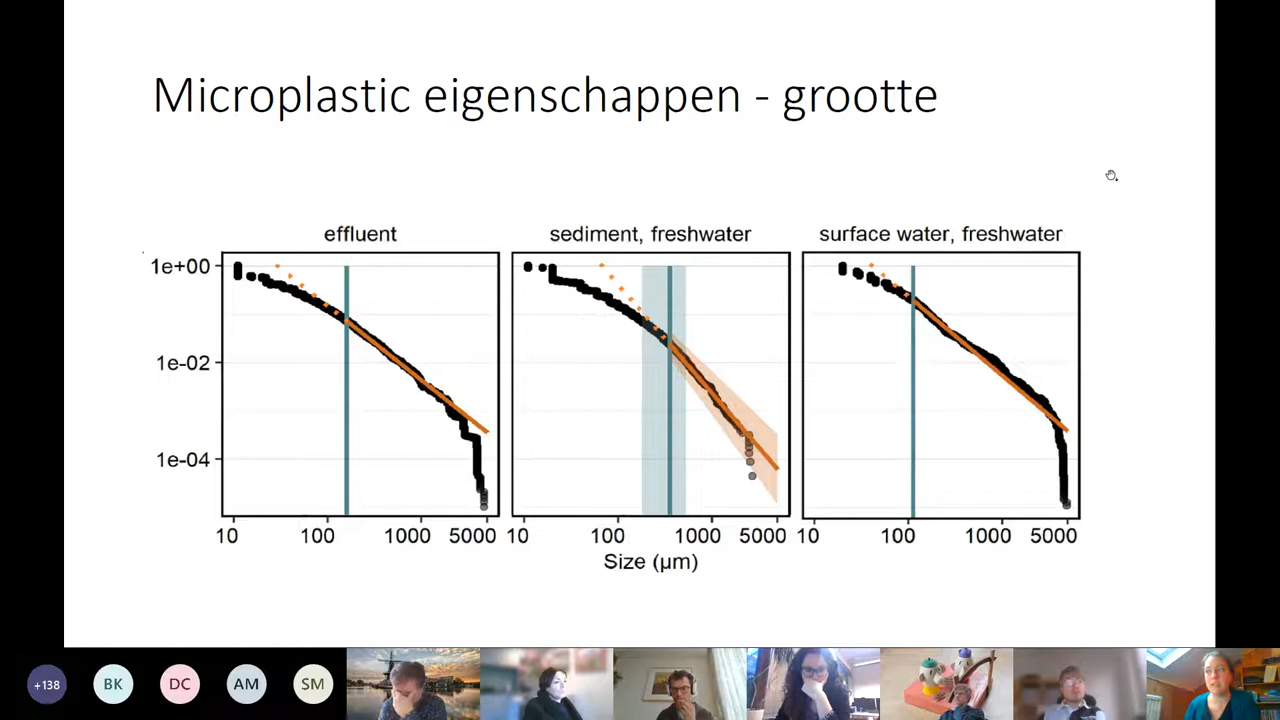 Microplastic eigenschappen - grootte
effluent
sediment, freshwater
surface water, freshwater
1e+00
1e-02
1e-04
10 100 1000 5000
10 100 1000 5000
10 100 1000 5000
Size (µm)
+138 BK DC AM SM